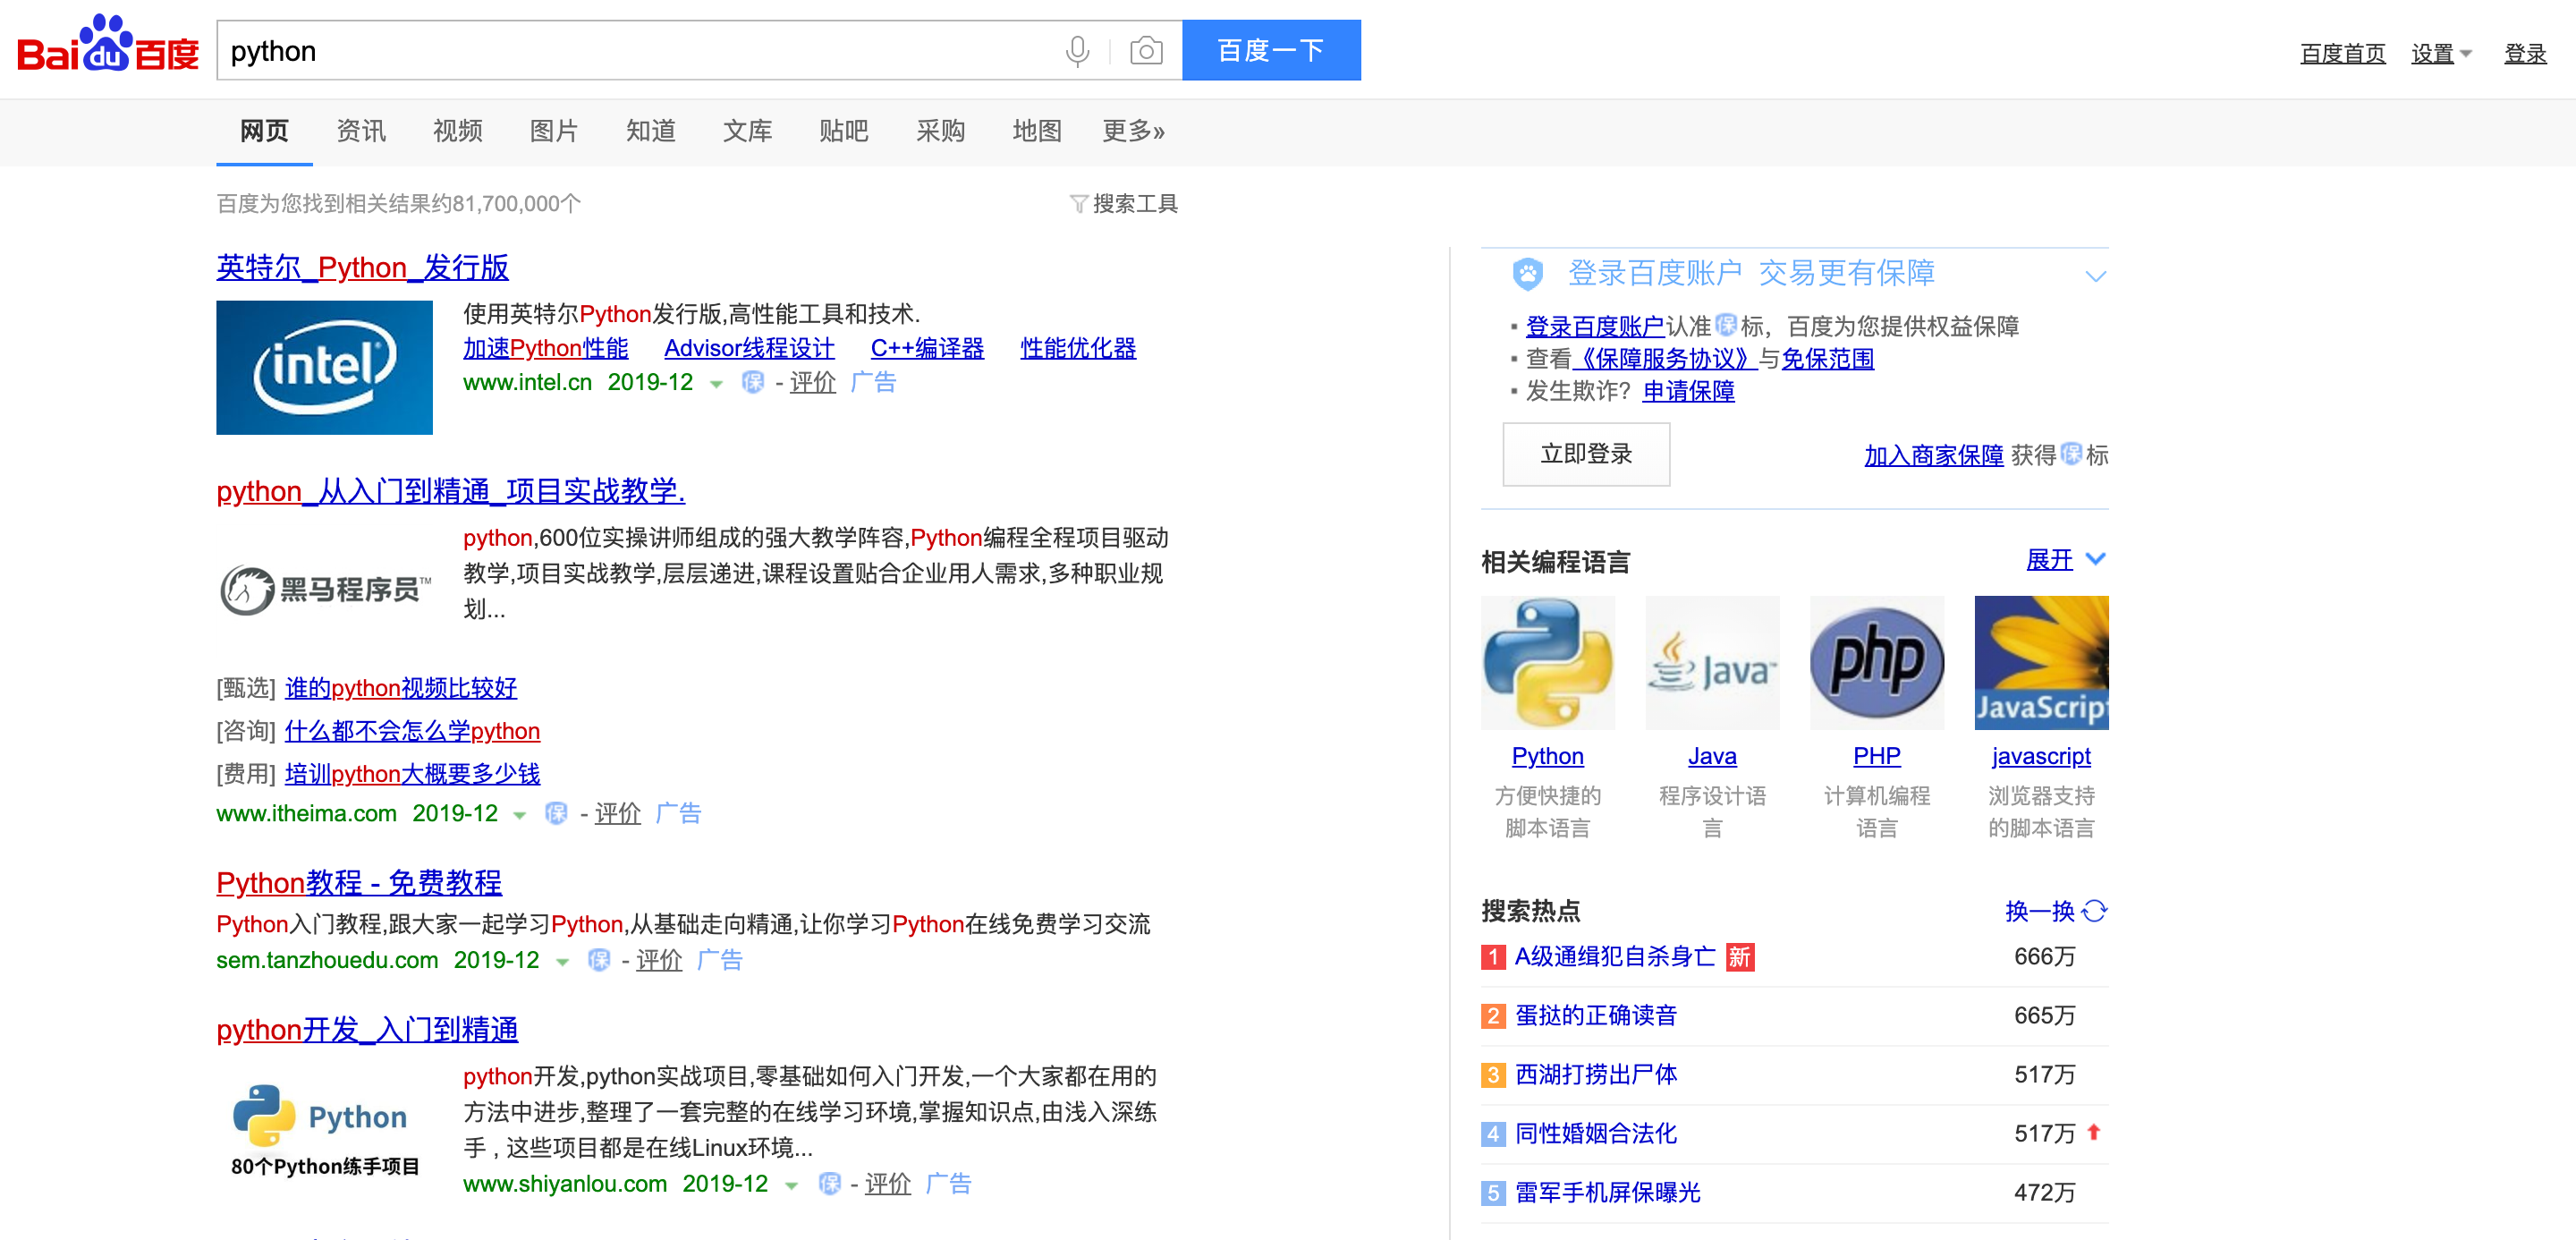 Baidu百度
python
百度一下
百度首页 设置 登录
网页 资讯 视频 图片 知道 文库 贴吧 采购 地图 更多»
百度为您找到相关结果约81,700,000个
搜索工具
英特尔_Python_发行版
intel
使用英特尔Python发行版,高性能工具和技术.
加速Python性能 Advisor线程设计 C++编译器 性能优化器
www.intel.cn 2019-12 保 - 评价 广告
python_从入门到精通_项目实战教学.
黑马程序员™
python,600位实操讲师组成的强大教学阵容,Python编程全程项目驱动
教学,项目实战教学,层层递进,课程设置贴合企业用人需求,多种职业规
划...
[甄选] 谁的python视频比较好
[咨询] 什么都不会怎么学python
[费用] 培训python大概要多少钱
www.itheima.com 2019-12 保 - 评价 广告
Python教程 - 免费教程
Python入门教程,跟大家一起学习Python,从基础走向精通,让你学习Python在线免费学习交流
sem.tanzhouedu.com 2019-12 保 - 评价 广告
python开发_入门到精通
Python
80个Python练手项目
python开发,python实战项目,零基础如何入门开发,一个大家都在用的
方法中进步,整理了一套完整的在线学习环境,掌握知识点,由浅入深练
手 , 这些项目都是在线Linux环境...
www.shiyanlou.com 2019-12 保 - 评价 广告
登录百度账户 交易更有保障
▪ 登录百度账户认准保标，百度为您提供权益保障
▪ 查看《保障服务协议》与免保范围
▪ 发生欺诈？申请保障
立即登录
加入商家保障 获得保标
相关编程语言
展开
Java™
php
JavaScrip
Python
方便快捷的
脚本语言
Java
程序设计语
言
PHP
计算机编程
语言
javascript
浏览器支持
的脚本语言
搜索热点
换一换
1 A级通缉犯自杀身亡 新 666万
2 蛋挞的正确读音 665万
3 西湖打捞出尸体 517万
4 同性婚姻合法化 517万
5 雷军手机屏保曝光 472万